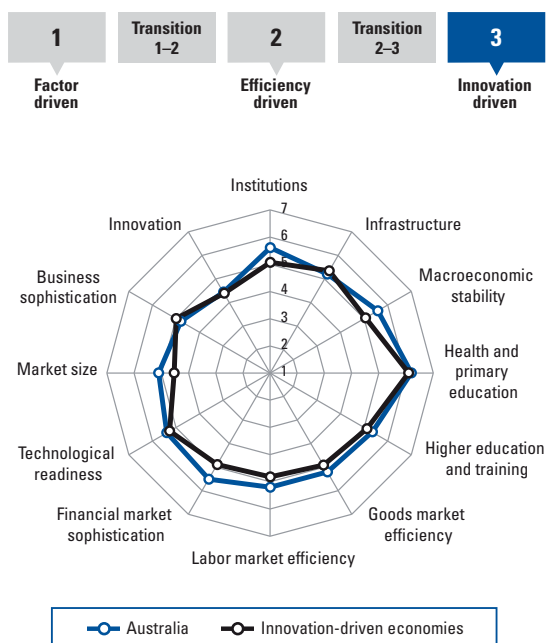 1
Transition
1–2
2
Transition
2–3
3
Factor
driven
Efficiency
driven
Innovation
driven
Institutions
7
Innovation
Infrastructure
6
5
Business
sophistication
Macroeconomic
stability
4
3
2
Market size
1
Health and
primary
education
Technological
readiness
Higher education
and training
Financial market
sophistication
Goods market
efficiency
Labor market efficiency
Australia
Innovation-driven economies